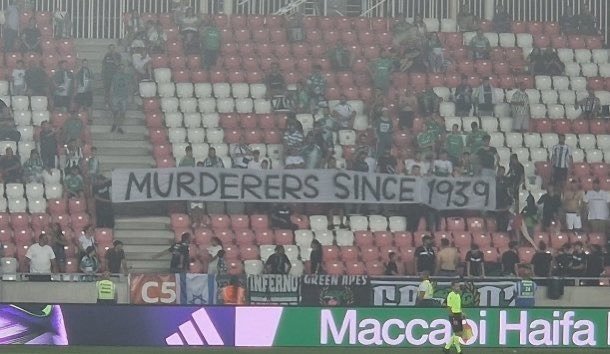 MURDERERS SINCE 1939
C5
INFERNO
GREEN APES
Maccabi Haifa